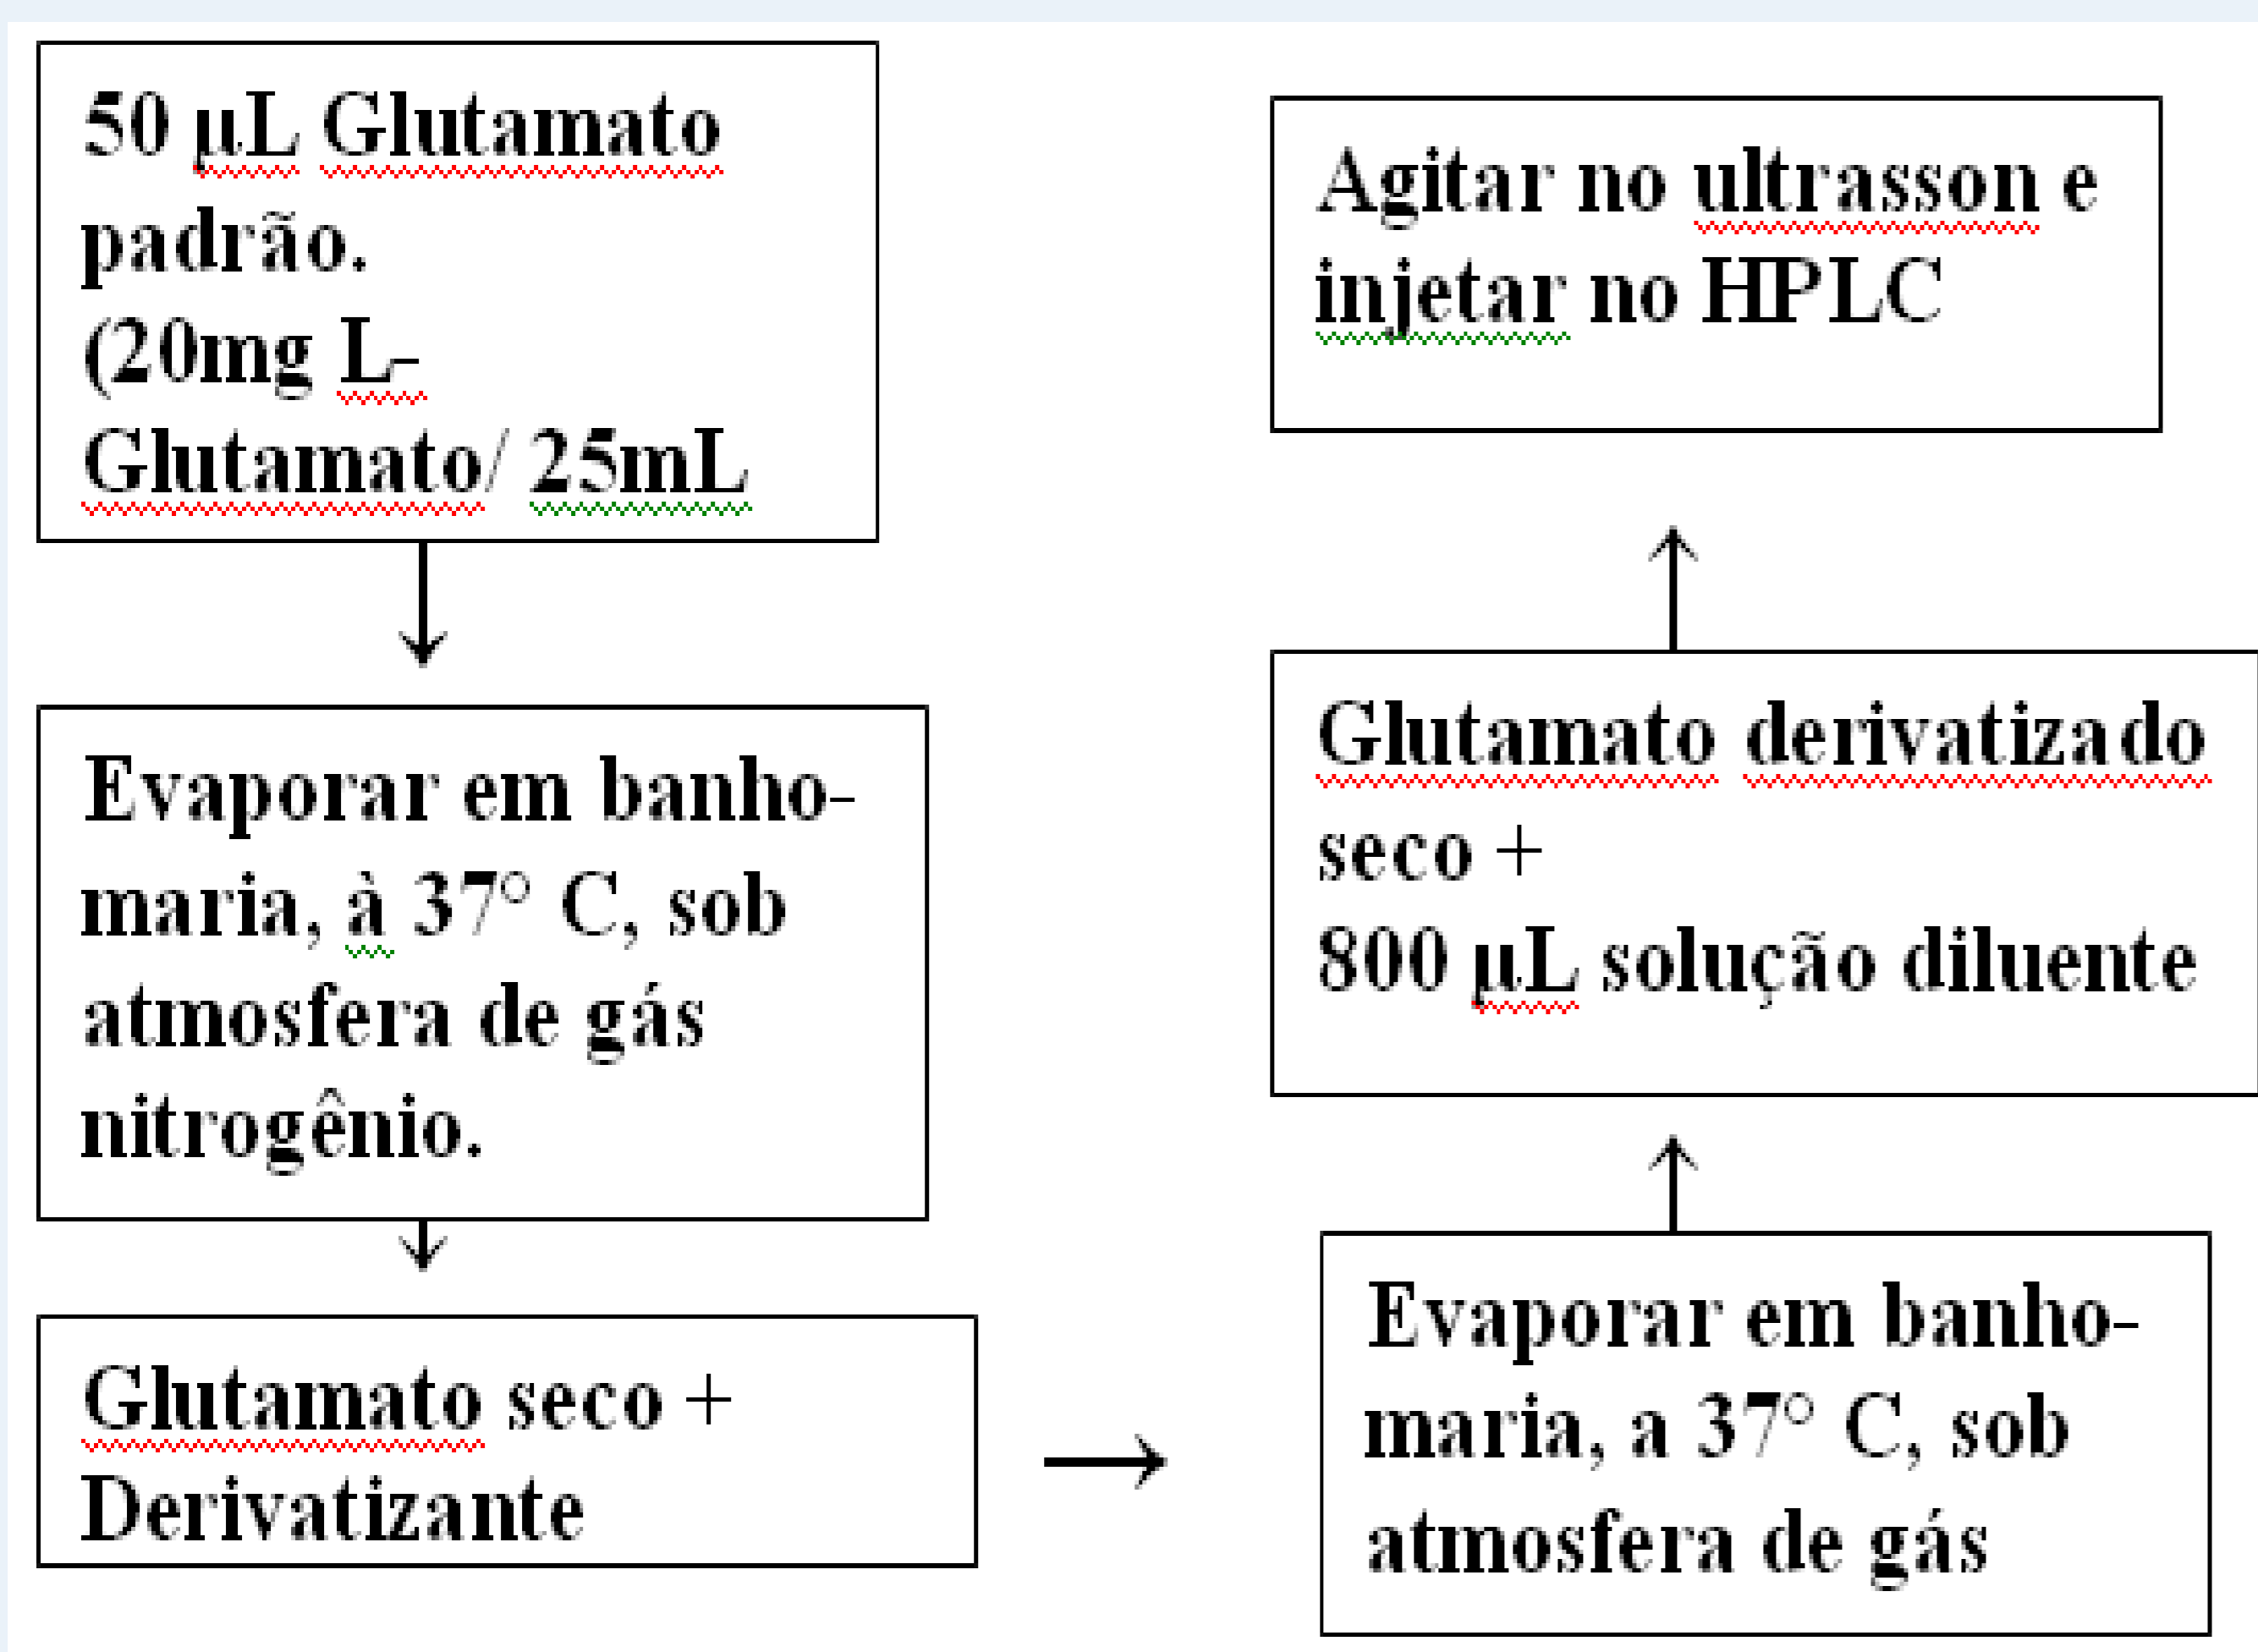 50 µL Glutamato
padrão.
(20mg L-
Glutamato/ 25mL
Evaporar em banho-
maria, à 37° C, sob
atmosfera de gás
nitrogênio.
Glutamato seco +
Derivatizante
Evaporar em banho-
maria, a 37° C, sob
atmosfera de gás
Glutamato derivatizado
seco +
800 µL solução diluente
Agitar no ultrasson e
injetar no HPLC